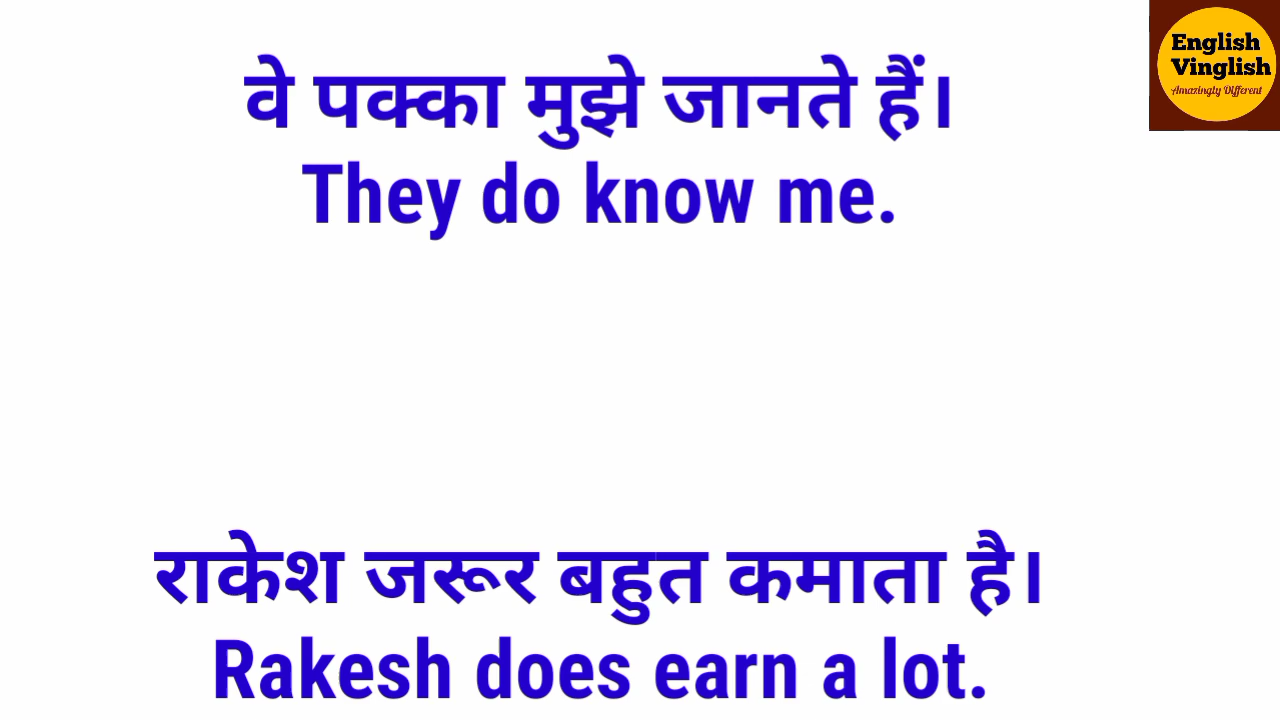 English
Vinglish
Amazingly Different
वे पक्का मुझे जानते हैं।
They do know me.
राकेश जरूर बहुत कमाता है।
Rakesh does earn a lot.